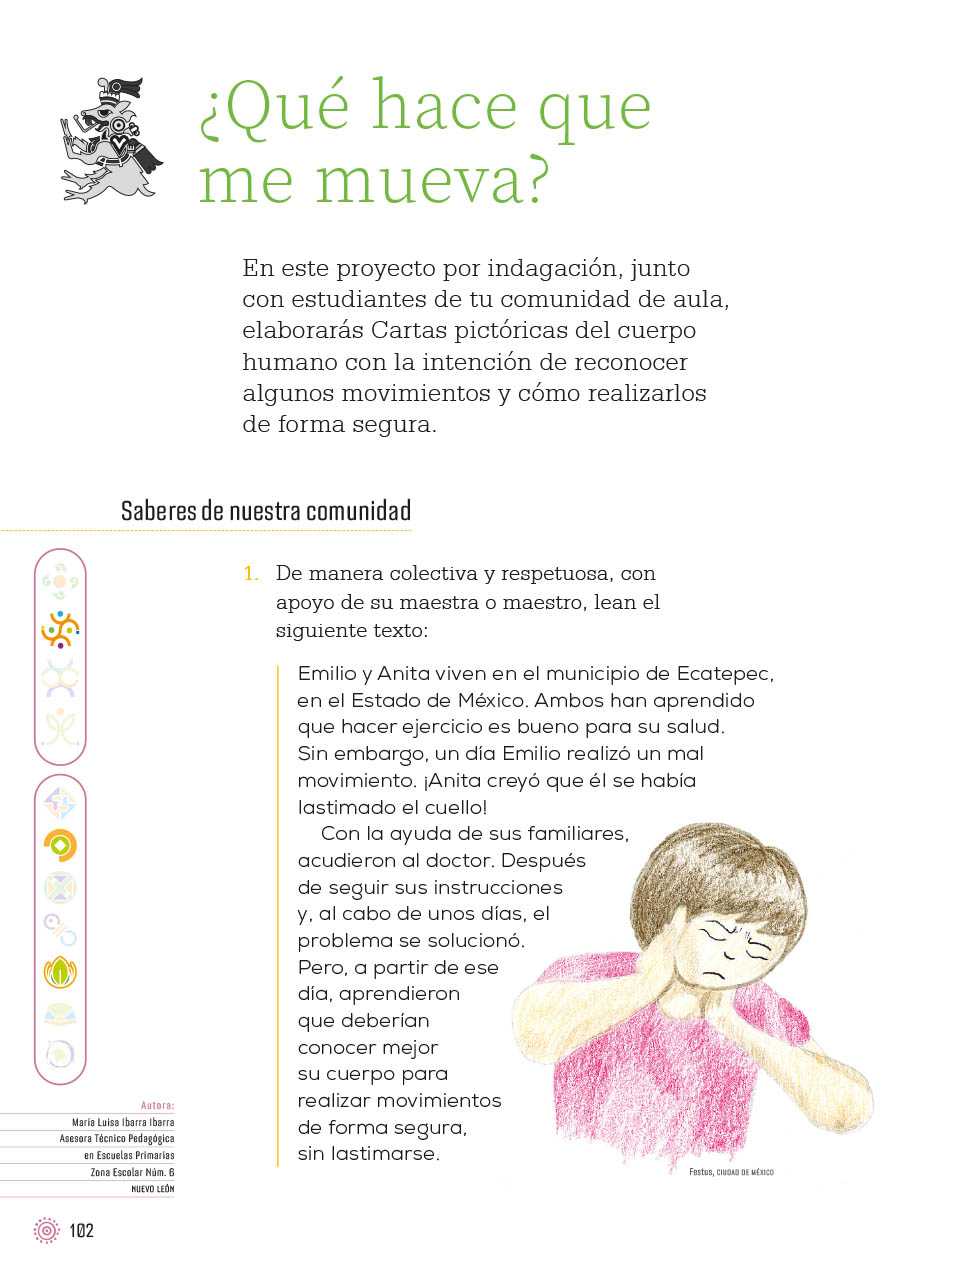 ¿Qué hace que
me mueva?
En este proyecto por indagación, junto
con estudiantes de tu comunidad de aula,
elaborarás Cartas pictóricas del cuerpo
humano con la intención de reconocer
algunos movimientos y cómo realizarlos
de forma segura.
Saberes de nuestra comunidad
1. De manera colectiva y respetuosa, con
apoyo de su maestra o maestro, lean el
siguiente texto:
Emilio y Anita viven en el municipio de Ecatepec,
en el Estado de México. Ambos han aprendido
que hacer ejercicio es bueno para su salud.
Sin embargo, un día Emilio realizó un mal
movimiento. ¡Anita creyó que él se había
lastimado el cuello!
Con la ayuda de sus familiares,
acudieron al doctor. Después
de seguir sus instrucciones
y, al cabo de unos días, el
problema se solucionó.
Pero, a partir de ese
día, aprendieron
que deberían
conocer mejor
su cuerpo para
realizar movimientos
de forma segura,
sin lastimarse.
Festus, CIUDAD DE MÉXICO
Autora:
María Luisa Ibarra Ibarra
Asesora Técnico Pedagógica
en Escuelas Primarias
Zona Escolar Núm. 6
NUEVO LEÓN
102